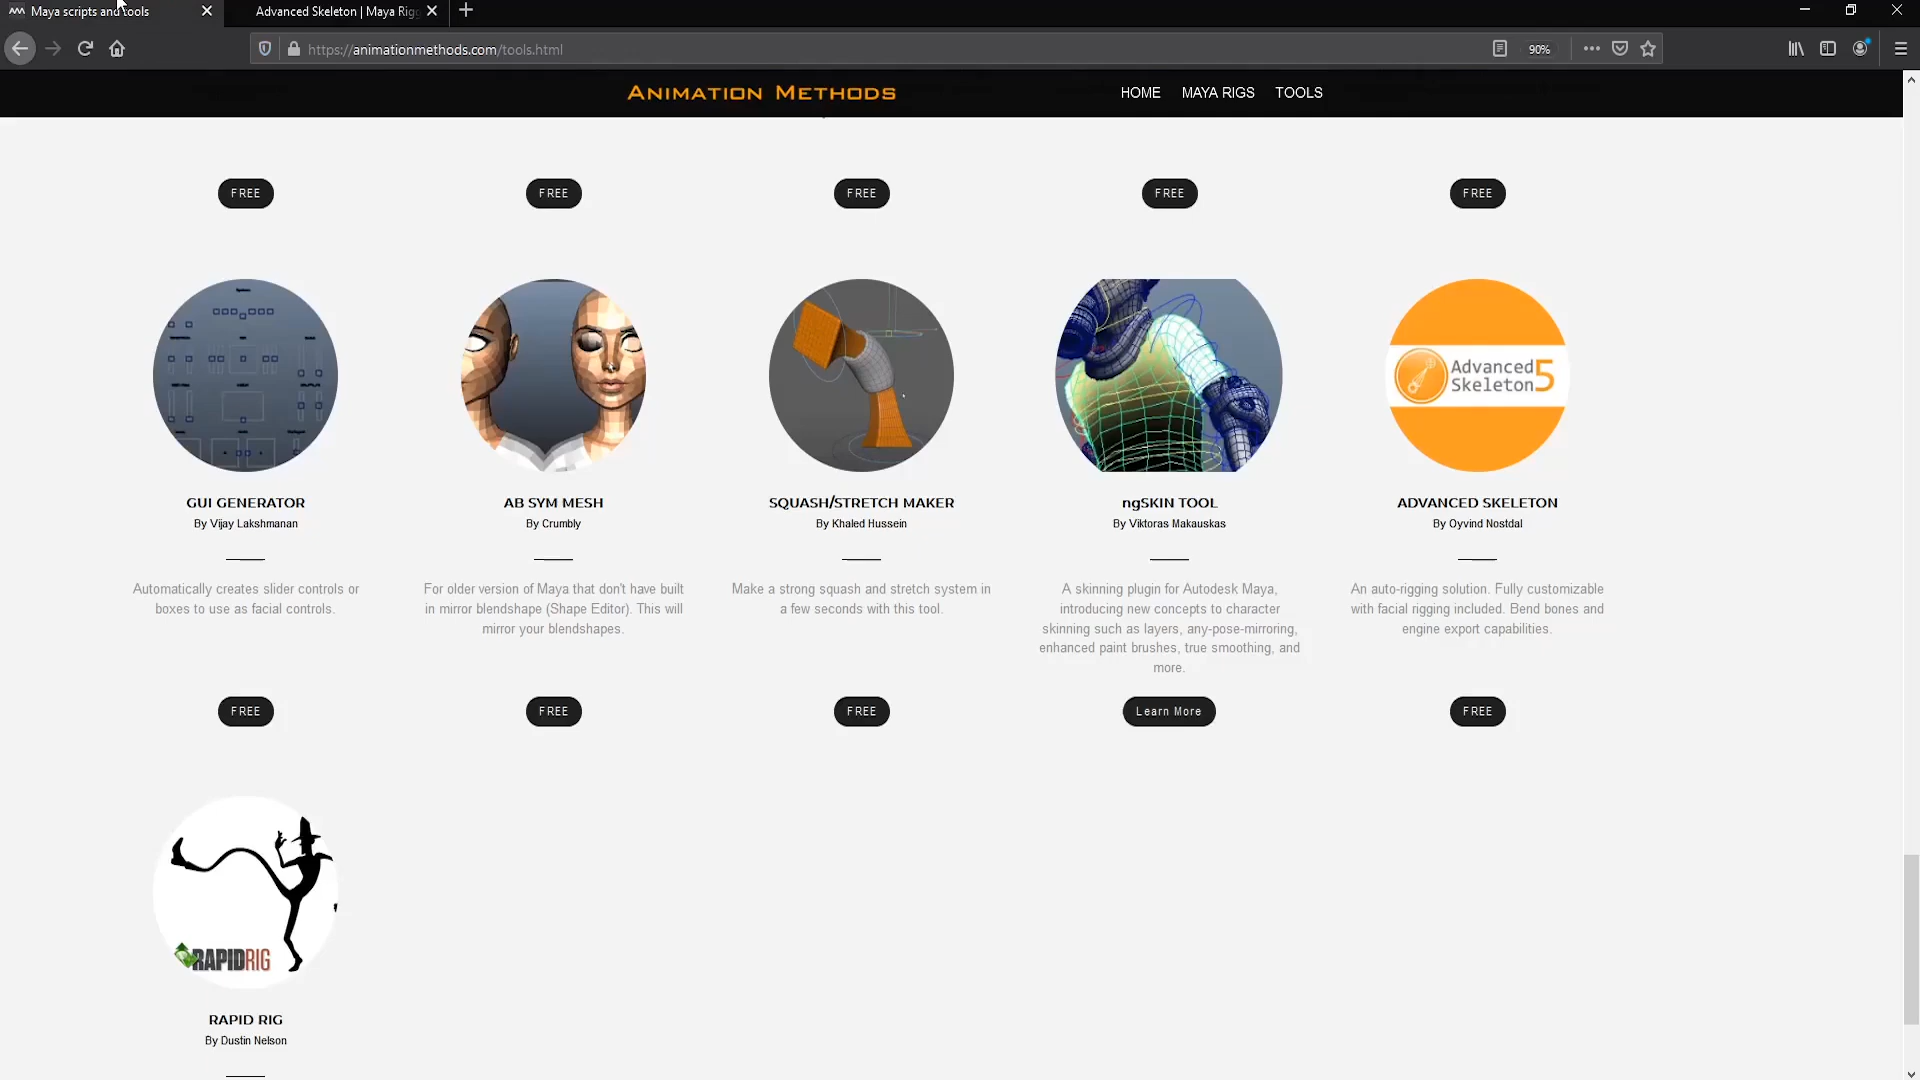 Maya scripts and tools
Advanced Skeleton | Maya Rigg
https://animationmethods.com/tools.html
90%
ANIMATION METHODS
HOME
MAYA RIGS
TOOLS
FREE
FREE
FREE
FREE
FREE
Advanced
Skeleton 5
GUI GENERATOR
By Vijay Lakshmanan
Automatically creates slider controls or
boxes to use as facial controls.
FREE
AB SYM MESH
By Crumbly
For older version of Maya that don't have built
in mirror blendshape (Shape Editor). This will
mirror your blendshapes.
FREE
SQUASH/STRETCH MAKER
By Khaled Hussein
Make a strong squash and stretch system in
a few seconds with this tool.
FREE
ngSKIN TOOL
By Viktoras Makauskas
A skinning plugin for Autodesk Maya,
introducing new concepts to character
skinning such as layers, any-pose-mirroring,
enhanced paint brushes, true smoothing, and
more.
Learn More
ADVANCED SKELETON
By Oyvind Nostdal
An auto-rigging solution. Fully customizable
with facial rigging included. Bend bones and
engine export capabilities.
FREE
RAPIDRIG
RAPID RIG
By Dustin Nelson